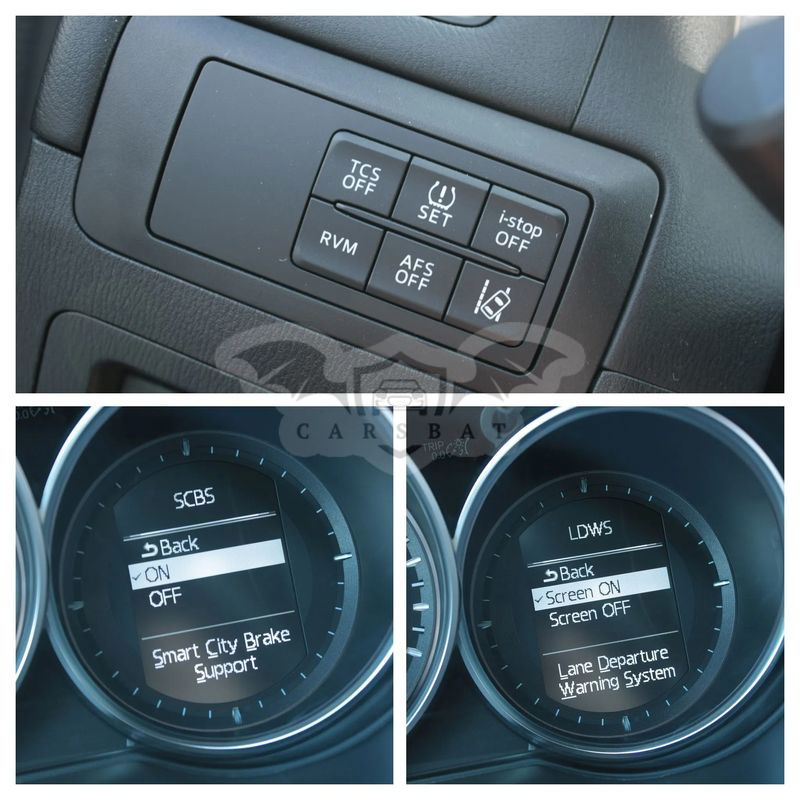 TCS
OFF
SET
i-stop
OFF
RVM
AFS
OFF
CARSBAT
SCBS
Back
ON
OFF
Smart City Brake
Support
TRIP
LDWS
Back
Screen ON
Screen OFF
Lane Departure
Warning System